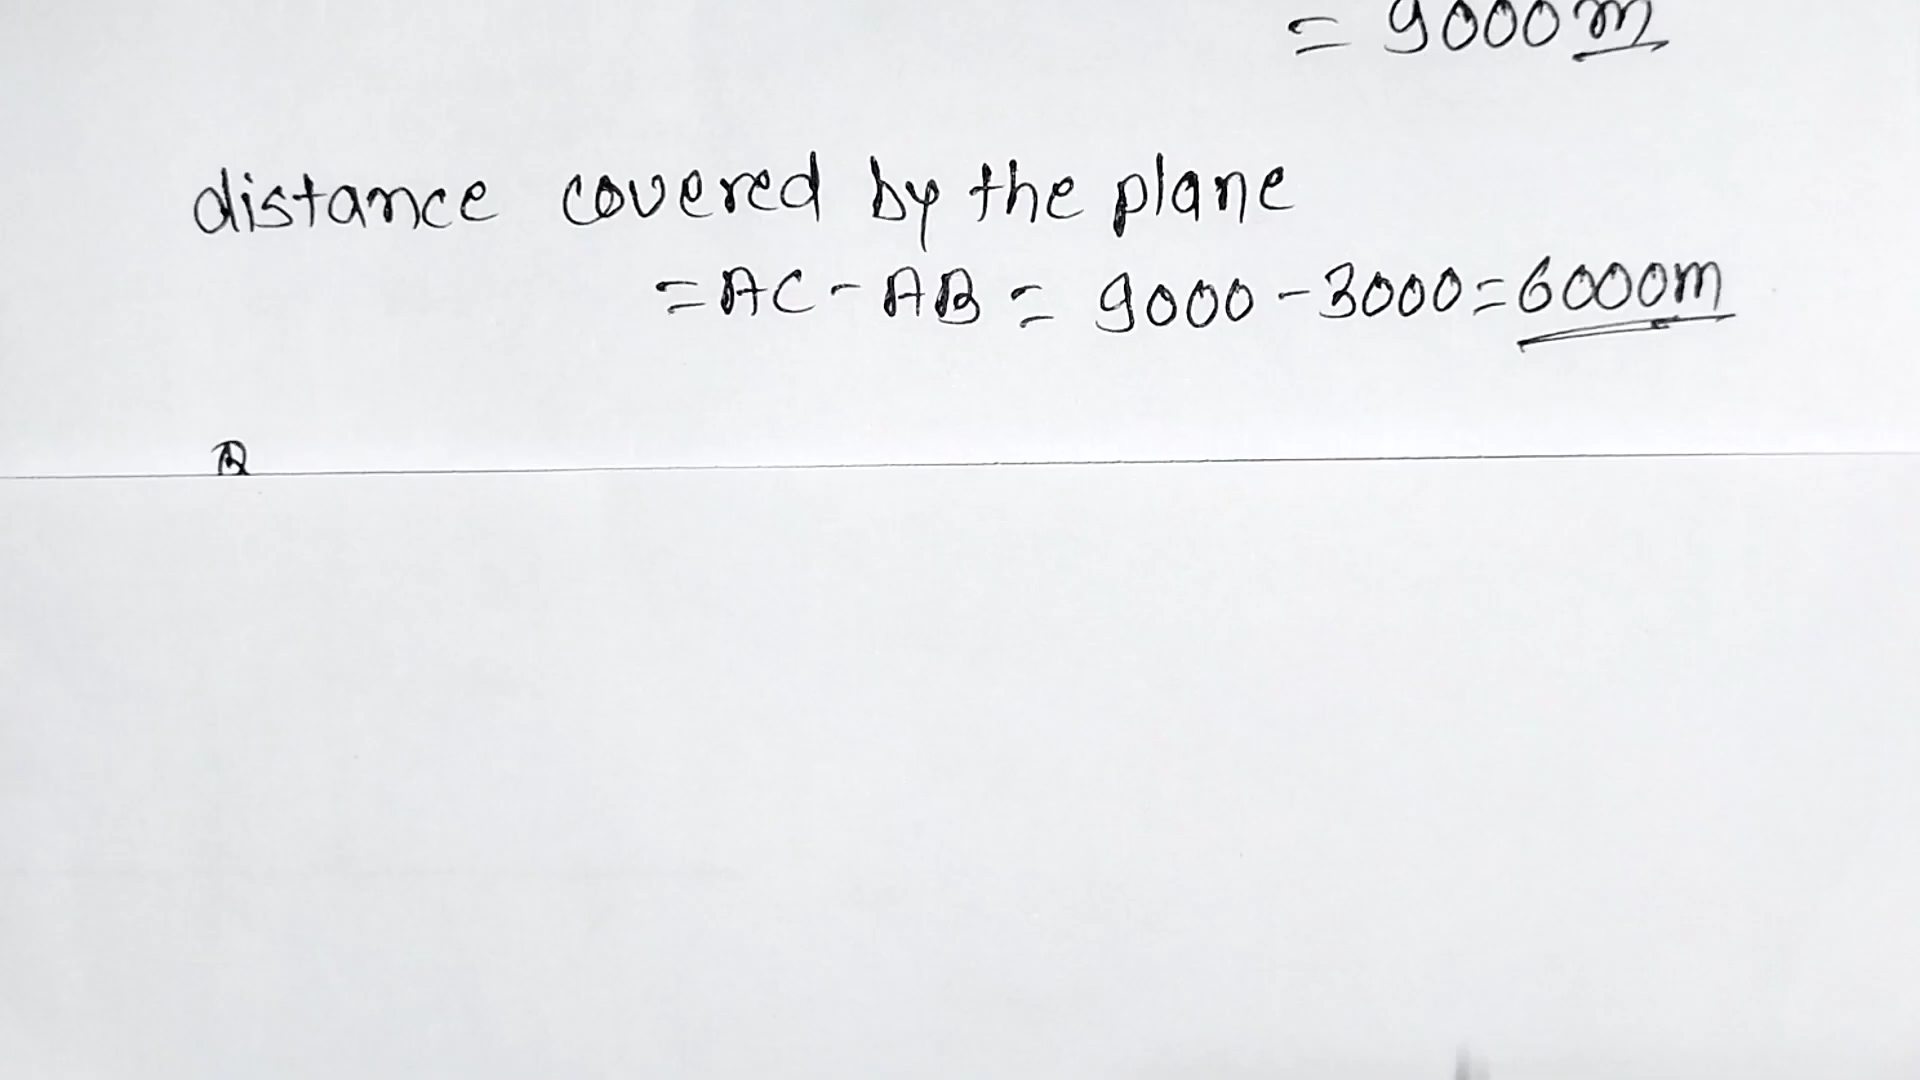 = 9000m
distance covered by the plane
= AC - AB = 9000 - 3000 = 6000m